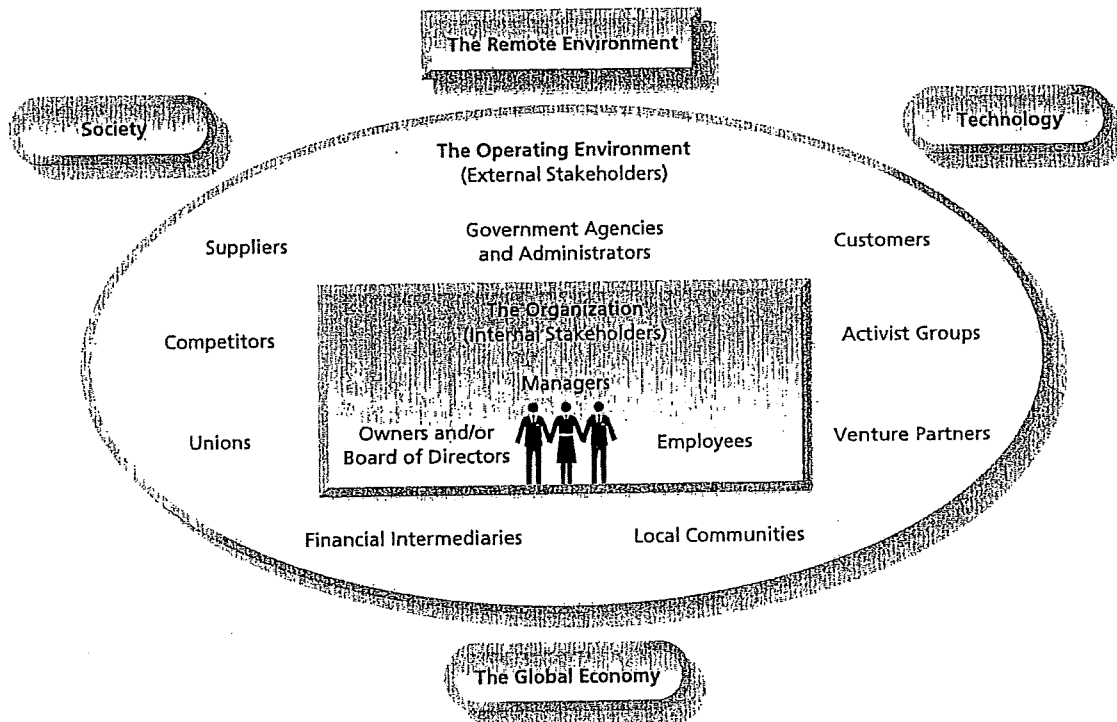 The Remote Environment
Society
Technology
The Operating Environment
(External Stakeholders)
Suppliers
Government Agencies
and Administrators
Customers
The Organization
(Internal Stakeholders)
Competitors
Activist Groups
Managers
Unions
Owners and/or
Board of Directors
Employees
Venture Partners
Financial Intermediaries
Local Communities
The Global Economy